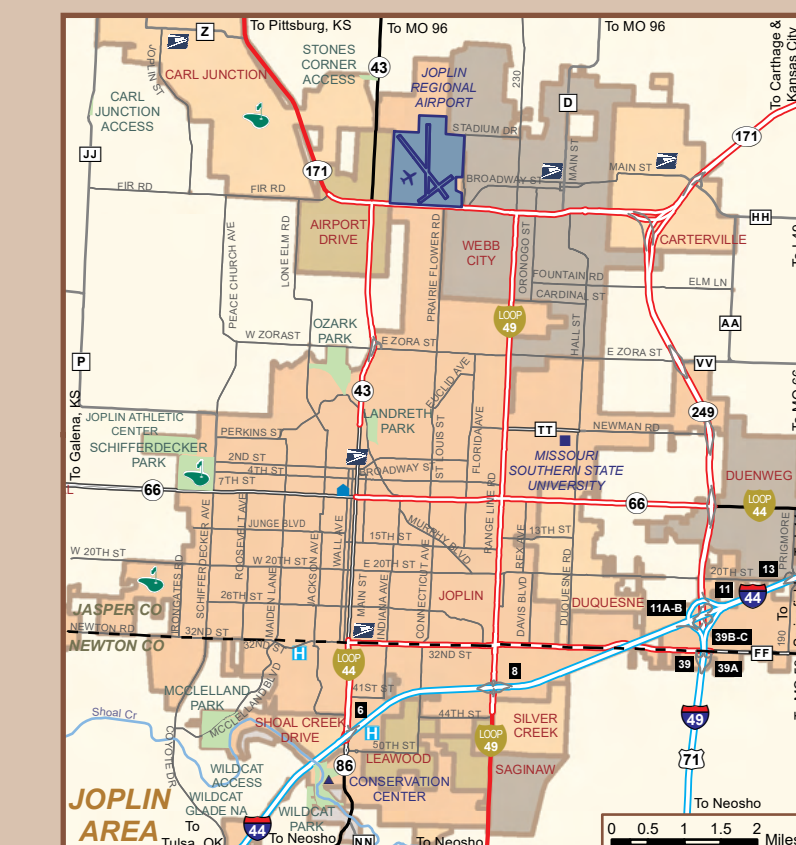 To Pittsburg, KS
To MO 96
To MO 96
Z
JOPLIN ST
CARL JUNCTION
STONES
CORNER
ACCESS
43
JOPLIN
REGIONAL
AIRPORT
230
D
To Carthage &
Kansas City
CARL
JUNCTION
ACCESS
STADIUM DR
MAIN ST
171
JJ
171
MAIN ST
BROADWAY ST
FIR RD
FIR RD
HH
AIRPORT
DRIVE
PEACE CHURCH AVE
LONE ELM RD
PRAIRIE FLOWER RD
WEBB
CITY
ORONOGO ST
CARTERVILLE
FOUNTAIN RD
ELM LN
CARDINAL ST
LOOP
49
HALL ST
AA
OZARK
PARK
W ZORA ST
E ZORA ST
E ZORA ST
P
VV
To Galena, KS
EUCLID AVE
43
249
To MO 66
JOPLIN ATHLETIC
CENTER
LANDRETH
PARK
ST LOUIS ST
FLORIDA AVE
TT
NEWMAN RD
PERKINS ST
SCHIFFERDECKER
PARK
MISSOURI
SOUTHERN STATE
UNIVERSITY
2ND ST
4TH ST
7TH ST
BROADWAY ST
DUENWEG
66
66
LOOP
44
RANGE LINE RD
SCHIFFERDECKER AVE
ROOSEVELT AVE
JUNGE BLVD
WALL AVE
MURPHY BLVD
15TH ST
13TH ST
REX AVE
PRIGMORE
W 20TH ST
W 20TH ST
E 20TH ST
20TH ST
13
JACKSON AVE
MAIN ST
INDIANA AVE
CONNECTICUT AVE
DUQUESNE RD
IRONGATES RD
MAIDEN LANE
26TH ST
JOPLIN
DAVIS BLVD
DUQUESNE
11
44
11A-B
JASPER CO
NEWTON RD
NEWTON CO
32ND ST
32ND ST
32ND ST
39B-C
190
To
FF
H
LOOP
44
39
39A
8
MCCLELLAND
PARK
MCCLELLAND BLVD
41ST ST
6
44TH ST
Shoal Cr
SHOAL CREEK
DRIVE
H
SILVER
CREEK
49
COYOTE DR
50TH ST
LOOP
49
LEAWOOD
86
71
SAGINAW
WILDCAT
ACCESS
CONSERVATION
CENTER
WILDCAT
GLADE NA
WILDCAT
PARK
To Neosho
JOPLIN
AREA
To
Tulsa, OK
44
To Neosho
NN
To Neosho
0 0.5 1 1.5 2
Miles